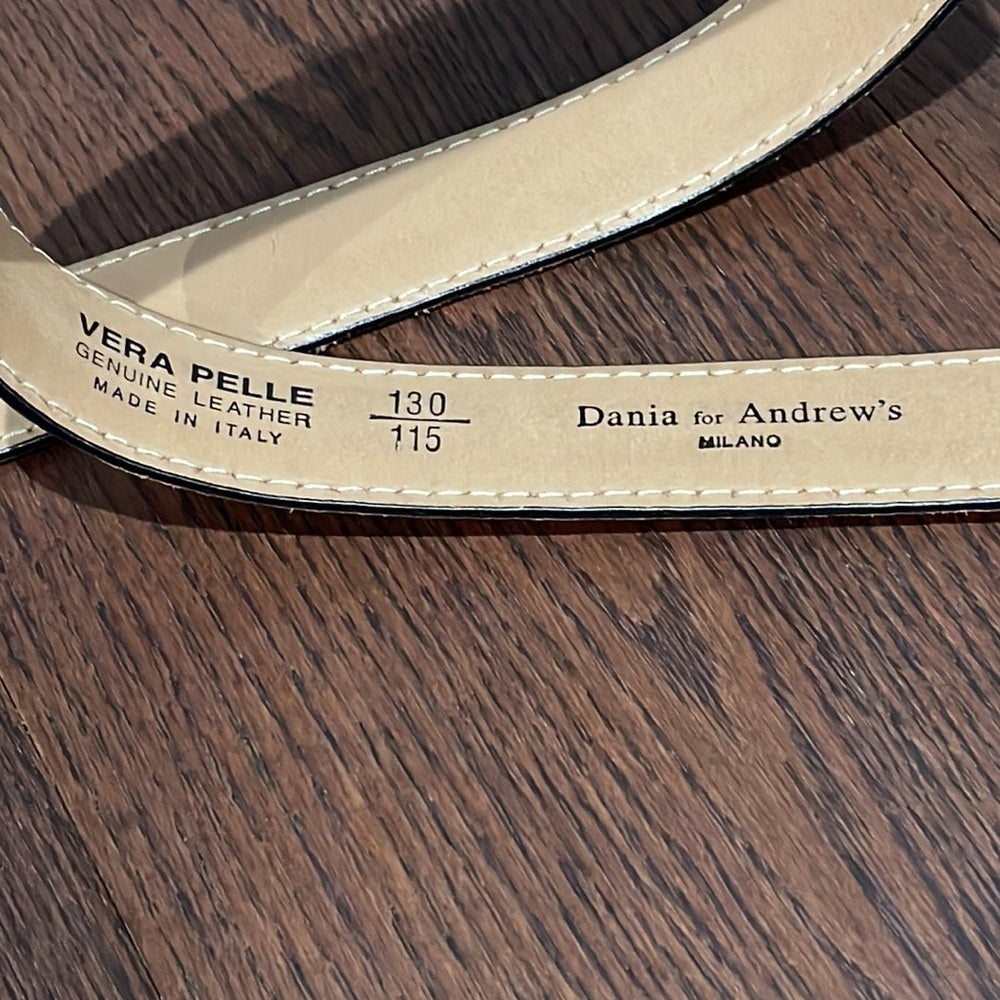 VERA PELLE
GENUINE LEATHER
MADE IN ITALY
130
115
Dania for Andrew's
MILANO